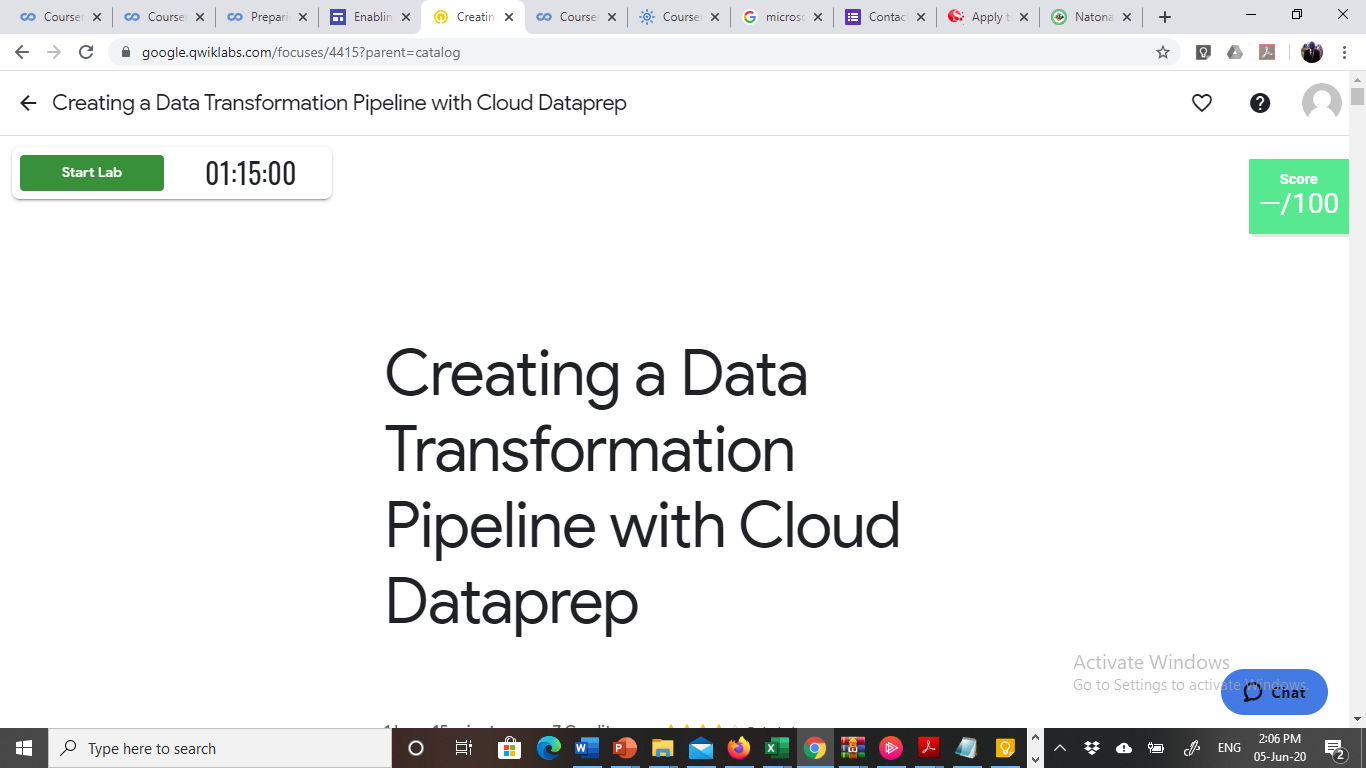 Course
Course
Prepari
Enablin
Creatin
Course
Course
microso
Contac
Apply t
Natona
google.qwiklabs.com/focuses/4415?parent=catalog
Creating a Data Transformation Pipeline with Cloud Dataprep
Start Lab
01:15:00
Score
—/100
Creating a Data
Transformation
Pipeline with Cloud
Dataprep
Activate Windows
Go to Settings to activate Windows.
Chat
Type here to search
ENG
2:06 PM
05-Jun-20
2